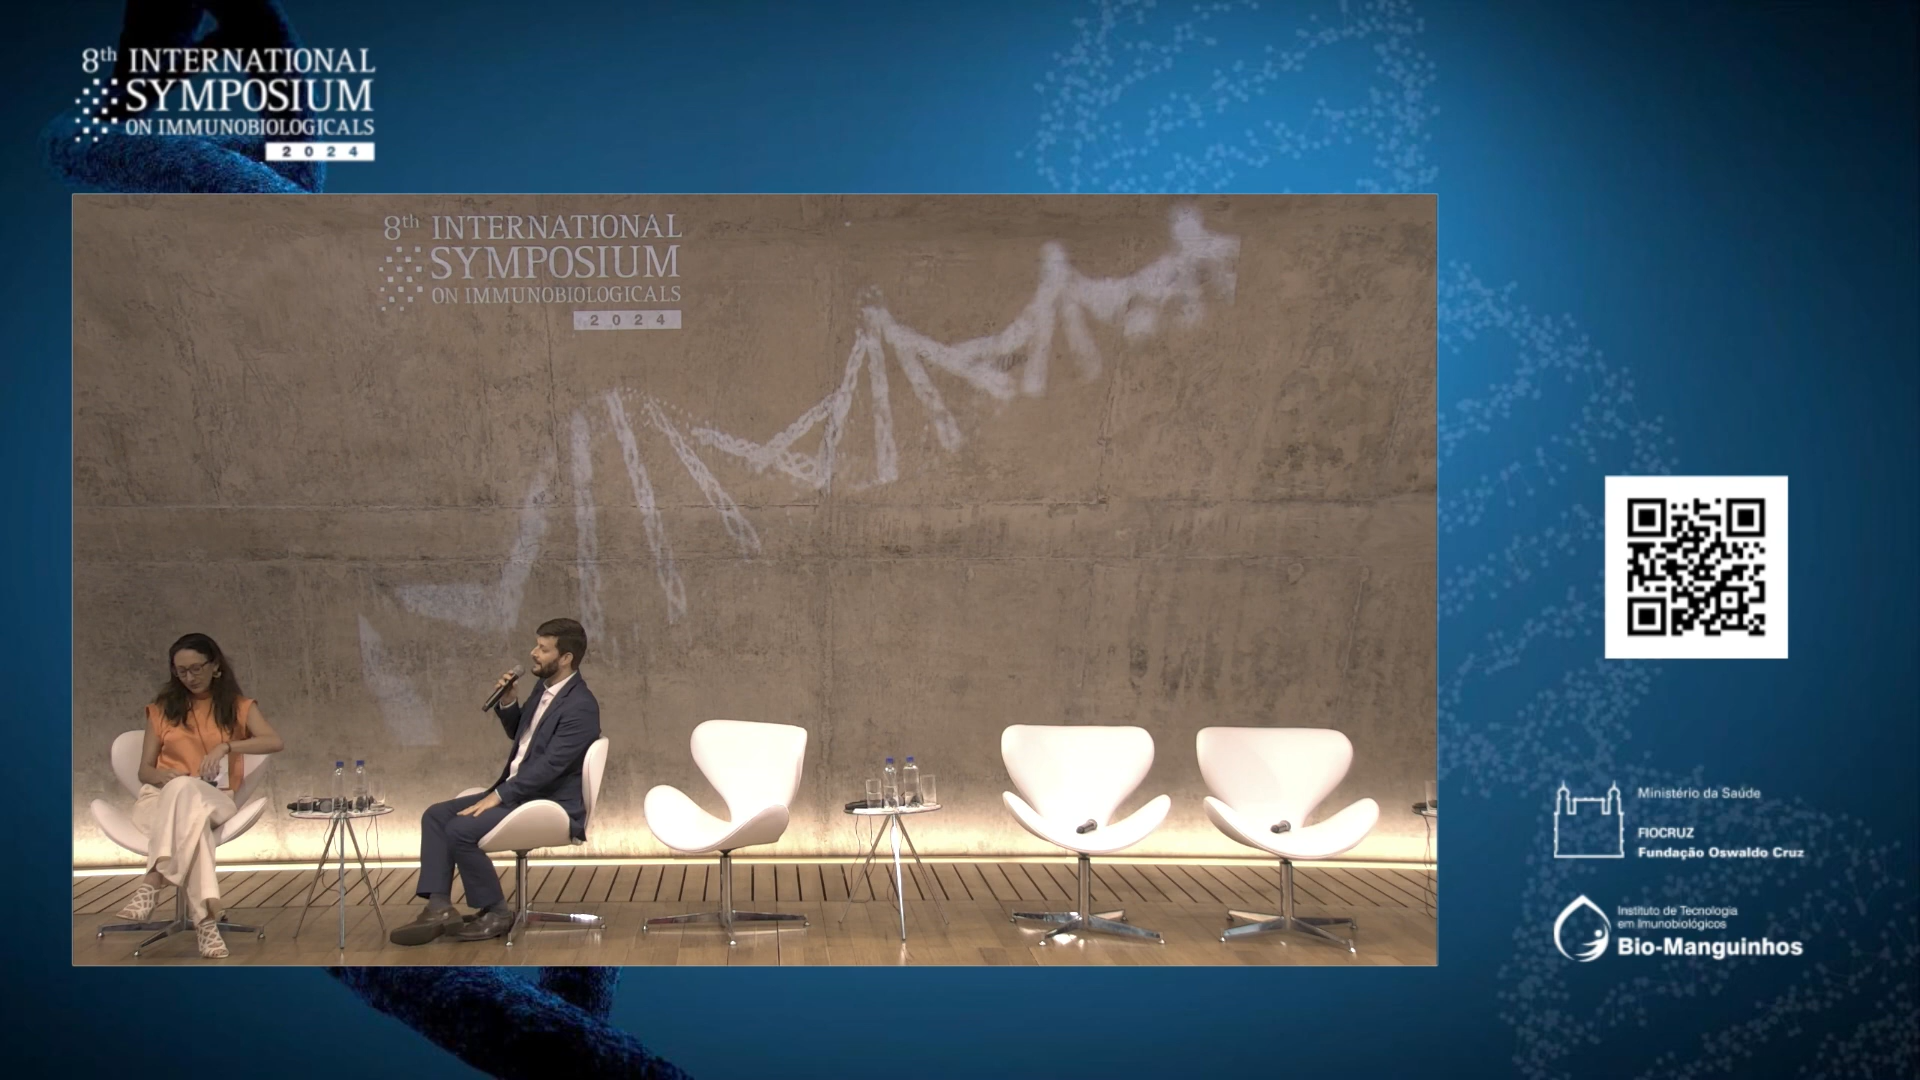 8th INTERNATIONAL
SYMPOSIUM
ON IMMUNOBIOLOGICALS
2024
8th INTERNATIONAL
SYMPOSIUM
ON IMMUNOBIOLOGICALS
2024
Ministério da Saúde
FIOCRUZ
Fundação Oswaldo Cruz
Instituto de Tecnologia
em Imunobiológicos
Bio-Manguinhos